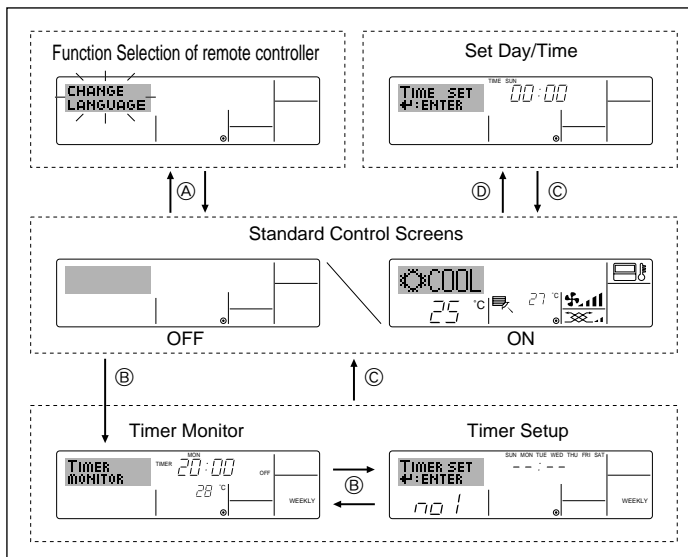 Function Selection of remote controller
CHANGE
LANGUAGE
Set Day/Time
TIME SUN
TIME SET
↵:ENTER
00:00
Ⓐ
Ⓓ
Ⓒ
Standard Control Screens
OFF
COOL
25 °C
27 °C
ON
Ⓑ
Ⓒ
Timer Monitor
TIMER
MONITOR
MON
TIMER 20:00 OFF
28 °C
WEEKLY
Ⓑ
Timer Setup
SUN MON TUE WED THU FRI SAT
TIMER SET
↵:ENTER
--:--
no 1
WEEKLY